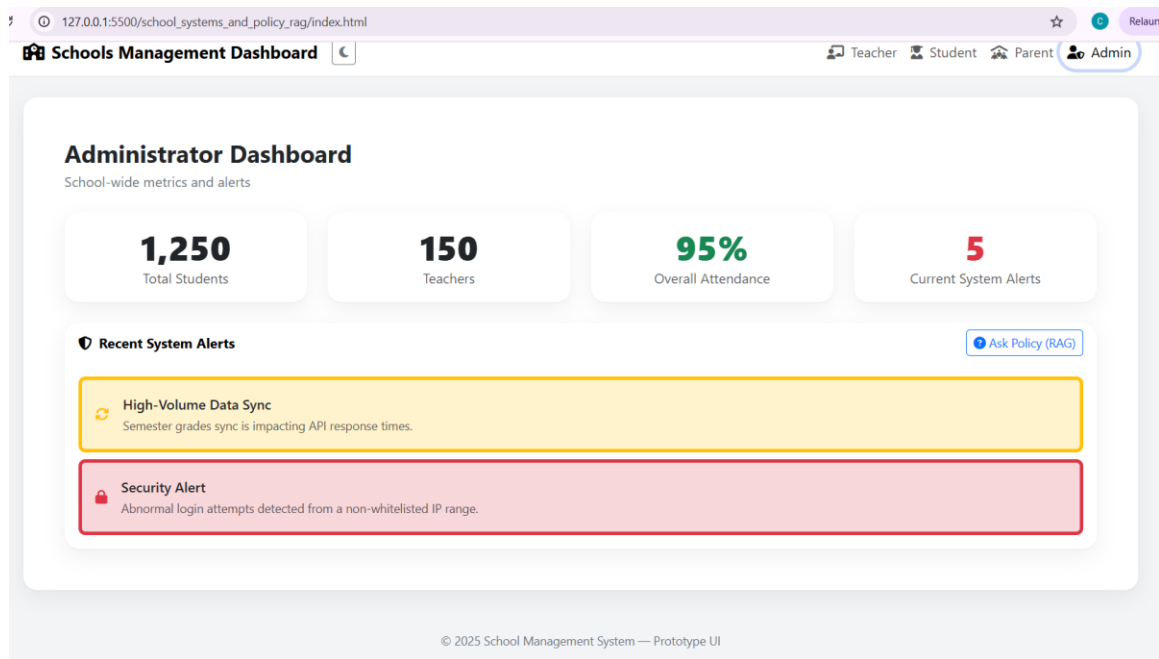 127.0.0.1:5500/school_systems_and_policy_rag/index.html
C
Relaun
Schools Management Dashboard
Teacher Student Parent Admin
Administrator Dashboard
School-wide metrics and alerts
1,250 150 95% 5
Total Students Teachers Overall Attendance Current System Alerts
Recent System Alerts ? Ask Policy (RAG)
High-Volume Data Sync
Semester grades sync is impacting API response times.
Security Alert
Abnormal login attempts detected from a non-whitelisted IP range.
© 2025 School Management System — Prototype UI